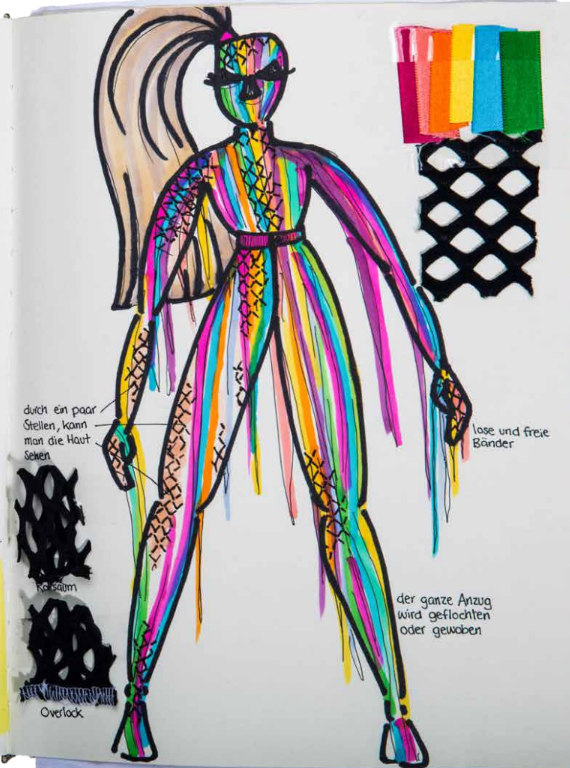 durch ein paar
Stellen, kann
man die Haut
Sehen
lose und freie
Bänder
der ganze Anzug
wird geflochten
oder gewoben
Overlock